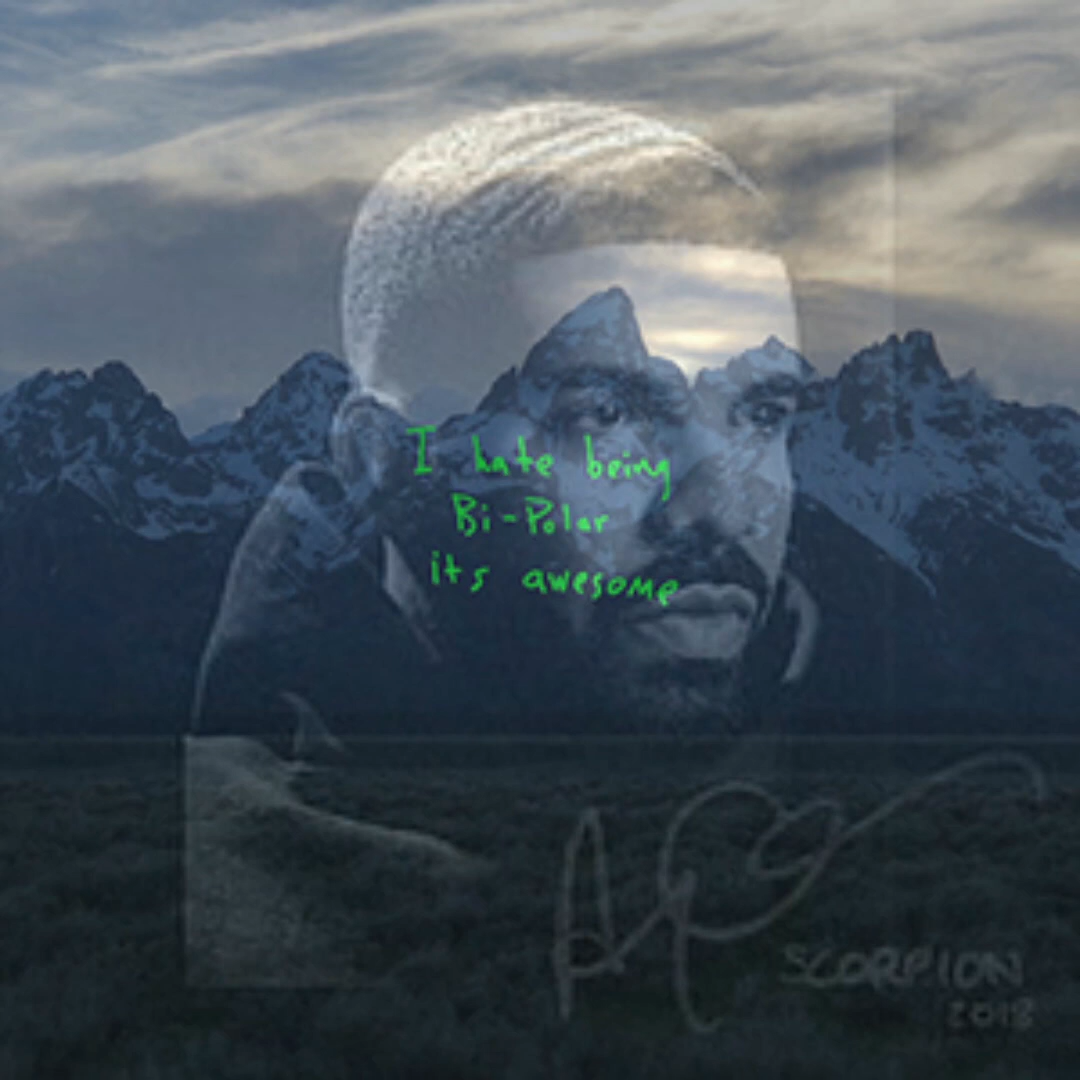 I hate being
Bi-Polar
its awesome
SCORPION
2018